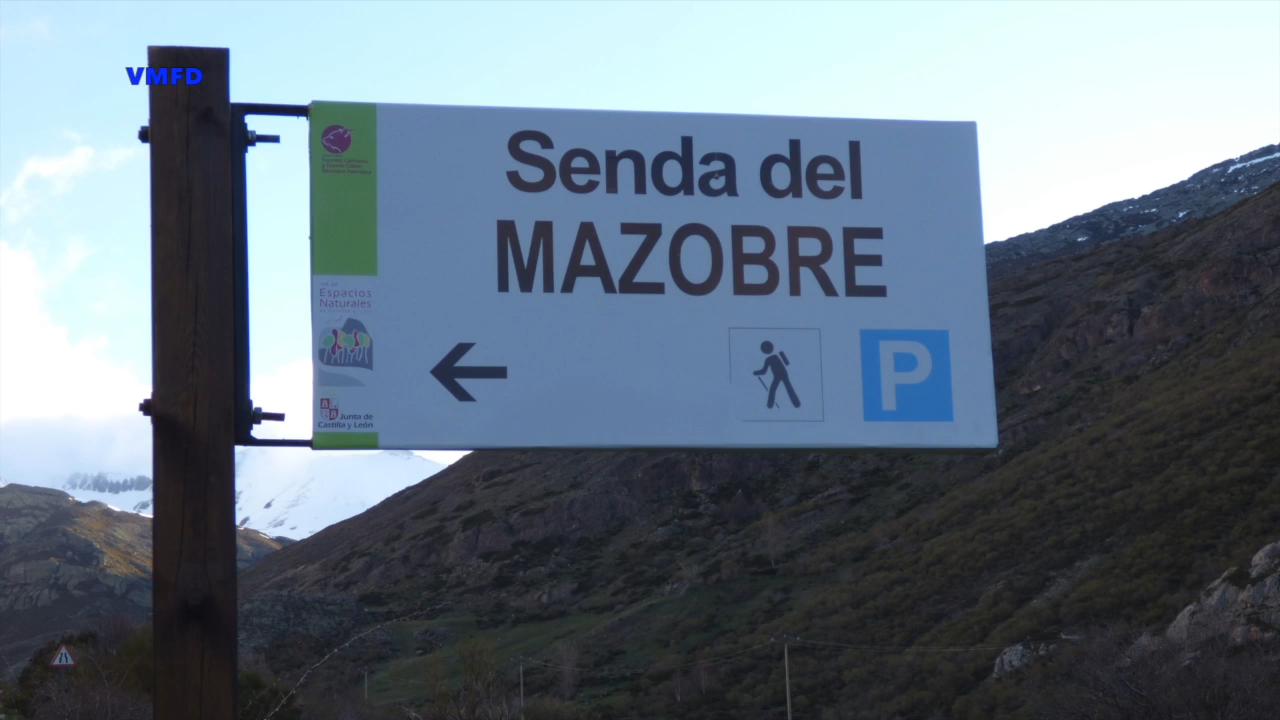 VMFD
Senda del
MAZOBRE
Espacios
Naturales
P
Junta de
Castilla y León